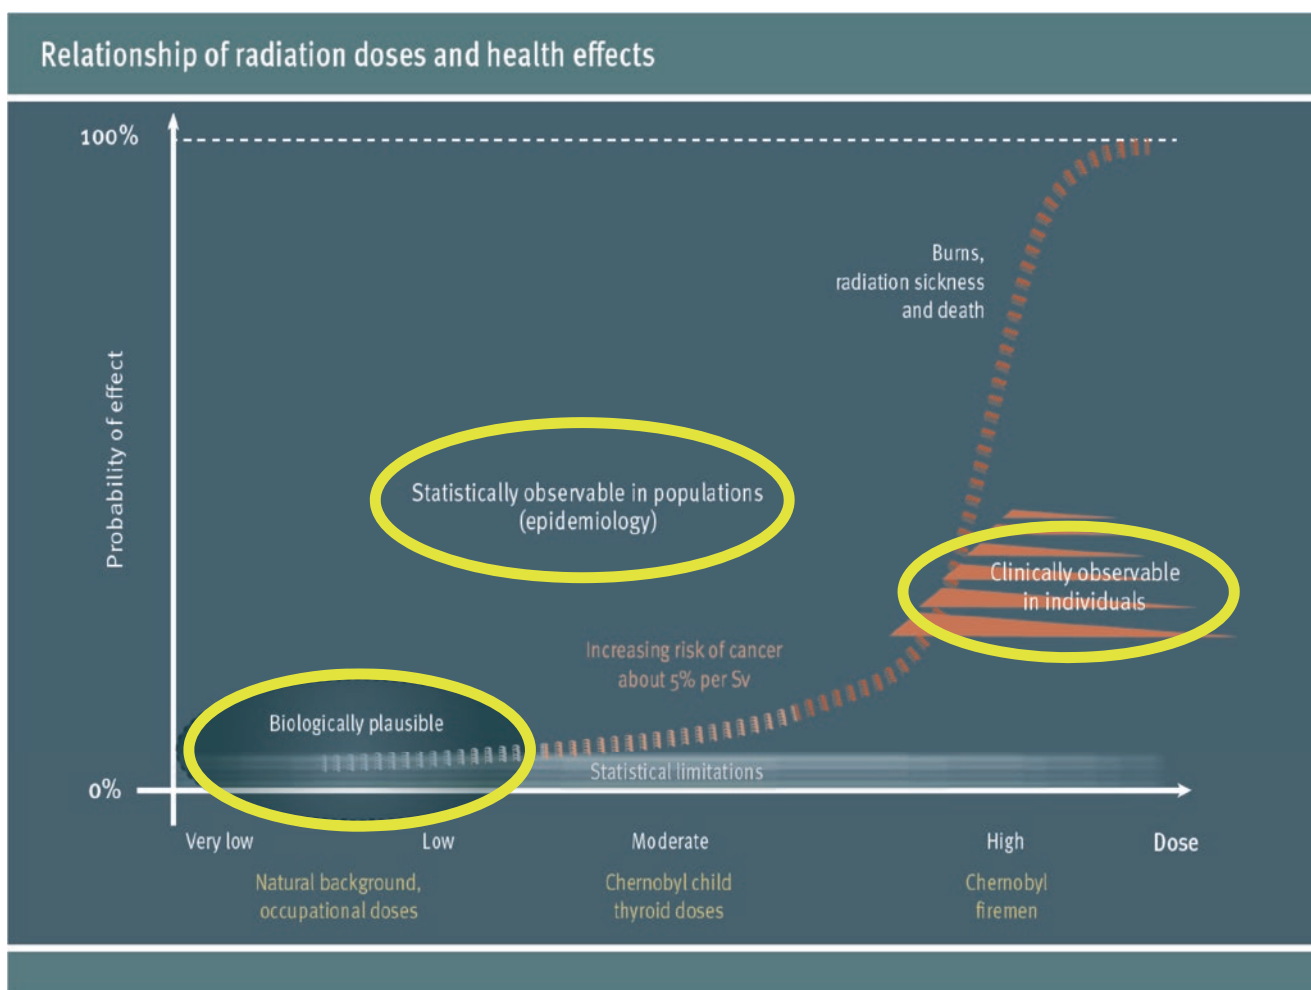 Relationship of radiation doses and health effects
100%
Burns,
radiation sickness
and death
Probability of effect
Statistically observable in populations
(epidemiology)
Clinically observable
in individuals
Increasing risk of cancer
about 5% per Sv
Biologically plausible
Statistical limitations
0%
Very low
Low
Moderate
High
Dose
Natural background,
occupational doses
Chernobyl child
thyroid doses
Chernobyl
firemen